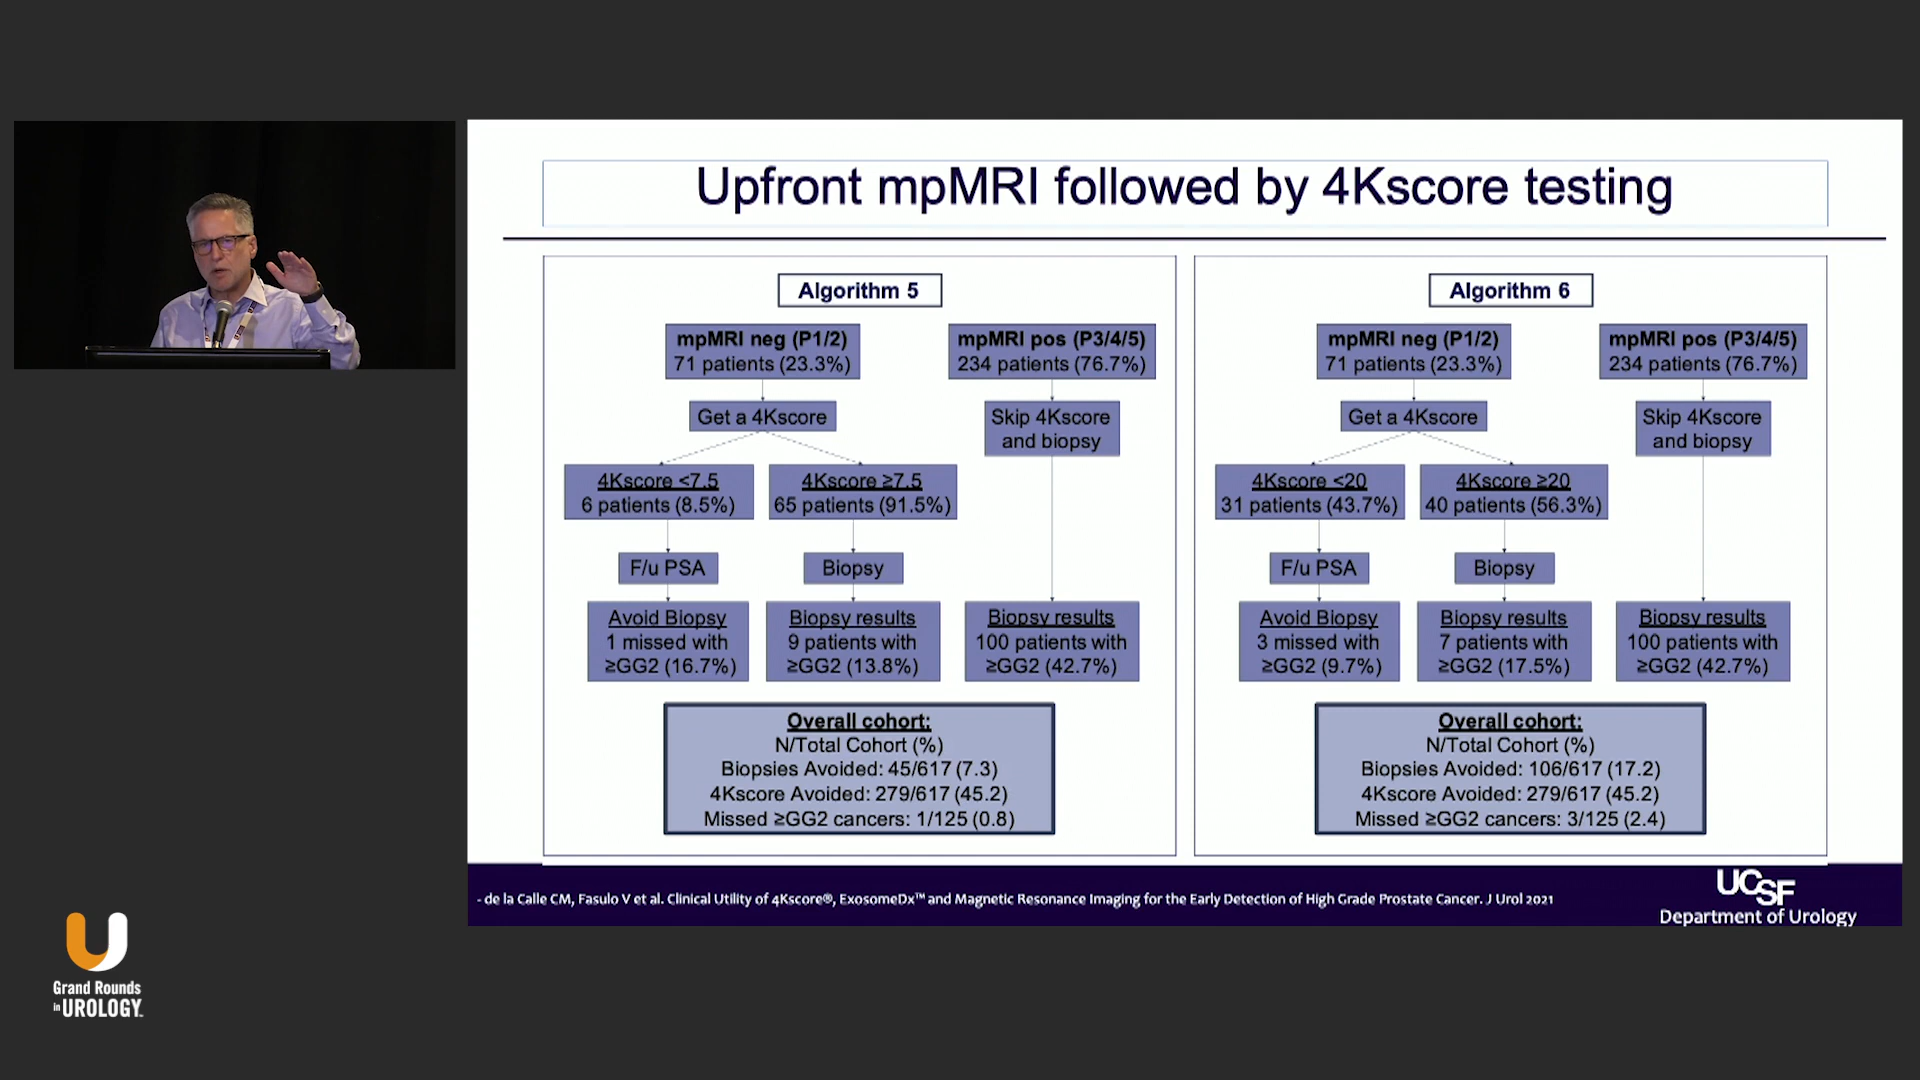 Upfront mpMRI followed by 4Kscore testing
Algorithm 5
mpMRI neg (P1/2)
71 patients (23.3%)
mpMRI pos (P3/4/5)
234 patients (76.7%)
Get a 4Kscore
Skip 4Kscore
and biopsy
4Kscore <7.5
6 patients (8.5%)
4Kscore ≥7.5
65 patients (91.5%)
F/u PSA
Biopsy
Avoid Biopsy
1 missed with
≥GG2 (16.7%)
Biopsy results
9 patients with
≥GG2 (13.8%)
Biopsy results
100 patients with
≥GG2 (42.7%)
Overall cohort:
N/Total Cohort (%)
Biopsies Avoided: 45/617 (7.3)
4Kscore Avoided: 279/617 (45.2)
Missed ≥GG2 cancers: 1/125 (0.8)
Algorithm 6
mpMRI neg (P1/2)
71 patients (23.3%)
mpMRI pos (P3/4/5)
234 patients (76.7%)
Get a 4Kscore
Skip 4Kscore
and biopsy
4Kscore <20
31 patients (43.7%)
4Kscore ≥20
40 patients (56.3%)
F/u PSA
Biopsy
Avoid Biopsy
3 missed with
≥GG2 (9.7%)
Biopsy results
7 patients with
≥GG2 (17.5%)
Biopsy results
100 patients with
≥GG2 (42.7%)
Overall cohort:
N/Total Cohort (%)
Biopsies Avoided: 106/617 (17.2)
4Kscore Avoided: 279/617 (45.2)
Missed ≥GG2 cancers: 3/125 (2.4)
- de la Calle CM, Fasulo V et al. Clinical Utility of 4Kscore®, ExosomeDx™ and Magnetic Resonance Imaging for the Early Detection of High Grade Prostate Cancer. J Urol 2021
UCSF
Department of Urology
Grand Rounds
in UROLOGY